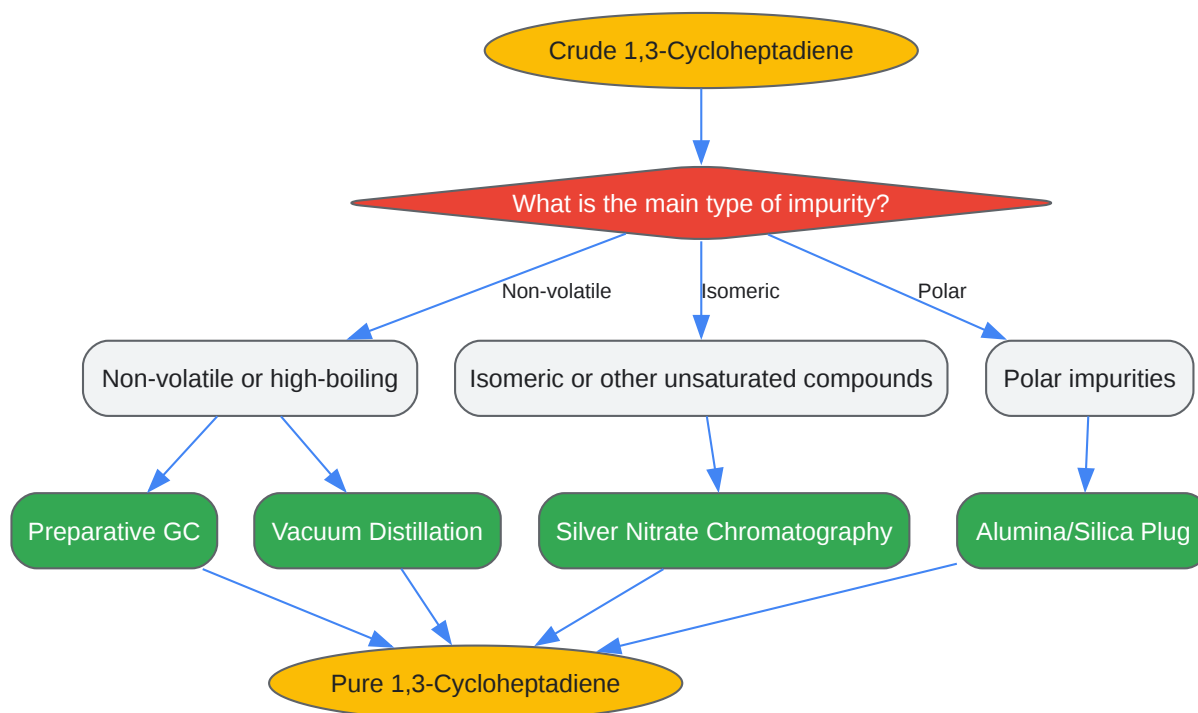 Crude 1,3-Cycloheptadiene
What is the main type of impurity?
Non-volatile
Isomeric
Polar
Non-volatile or high-boiling
Isomeric or other unsaturated compounds
Polar impurities
Preparative GC
Vacuum Distillation
Silver Nitrate Chromatography
Alumina/Silica Plug
Pure 1,3-Cycloheptadiene